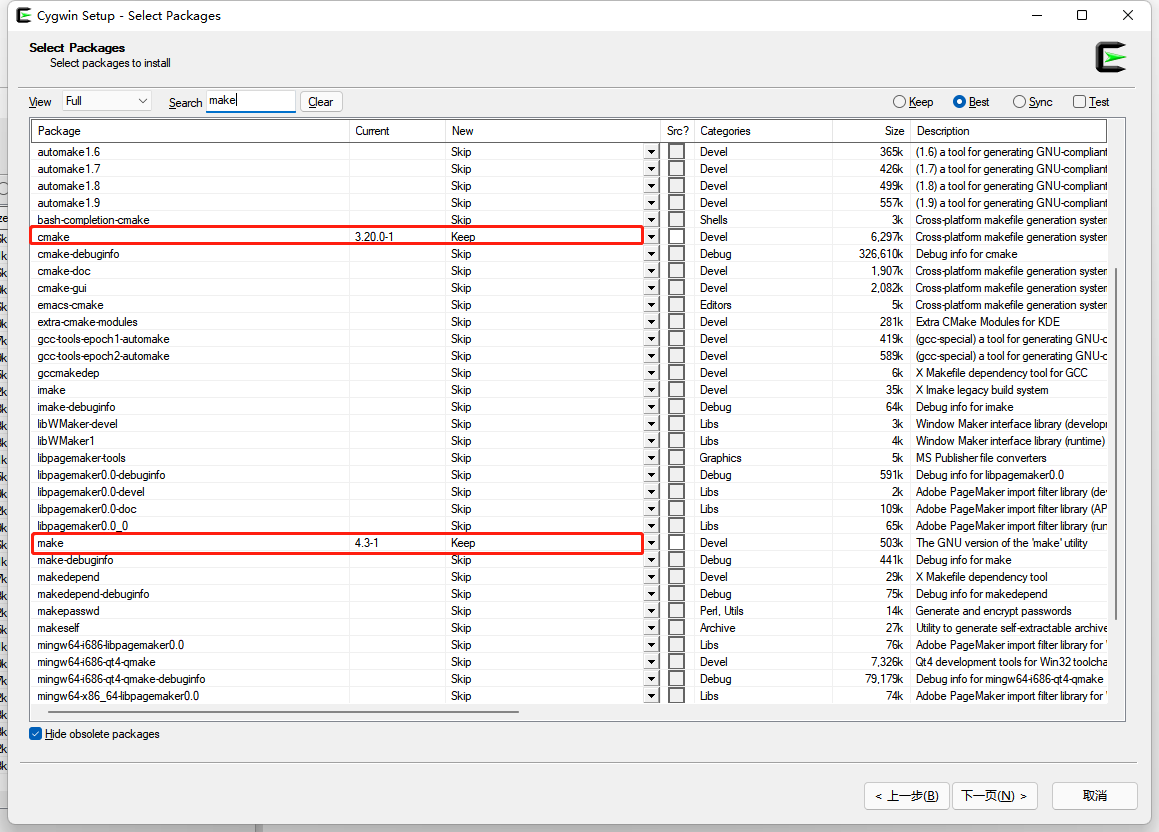 Cygwin Setup - Select Packages
Select Packages
Select packages to install
View Full Search make Clear Keep Best Sync Test
Package Current New Src? Categories Size Description
automake1.6 Skip Devel 365k (1.6) a tool for generating GNU-compliant
automake1.7 Skip Devel 426k (1.7) a tool for generating GNU-compliant
automake1.8 Skip Devel 499k (1.8) a tool for generating GNU-compliant
automake1.9 Skip Devel 557k (1.9) a tool for generating GNU-compliant
bash-completion-cmake Skip Shells 3k Cross-platform makefile generation system
cmake 3.20.0-1 Keep Devel 6,297k Cross-platform makefile generation system
cmake-debuginfo Skip Debug 326,610k Debug info for cmake
cmake-doc Skip Devel 1,907k Cross-platform makefile generation system
cmake-gui Skip Devel 2,082k Cross-platform makefile generation system
emacs-cmake Skip Editors 5k Cross-platform makefile generation system
extra-cmake-modules Skip Devel 281k Extra CMake Modules for KDE
gcc-tools-epoch1-automake Skip Devel 419k (gcc-special) a tool for generating GNU-c
gcc-tools-epoch2-automake Skip Devel 589k (gcc-special) a tool for generating GNU-c
gccmakedep Skip Devel 6k X Makefile dependency tool for GCC
imake Skip Devel 35k X Imake legacy build system
imake-debuginfo Skip Debug 64k Debug info for imake
libWMaker-devel Skip Libs 3k Window Maker interface library (develop
libWMaker1 Skip Libs 4k Window Maker interface library (runtime)
libpagemaker-tools Skip Graphics 5k MS Publisher file converters
libpagemaker0.0-debuginfo Skip Debug 591k Debug info for libpagemaker0.0
libpagemaker0.0-devel Skip Libs 2k Adobe PageMaker import filter library (de
libpagemaker0.0-doc Skip Libs 109k Adobe PageMaker import filter library (AP
libpagemaker0.0_0 Skip Libs 65k Adobe PageMaker import filter library (run
make 4.3-1 Keep Devel 503k The GNU version of the 'make' utility
make-debuginfo Skip Debug 441k Debug info for make
makedepend Skip Devel 29k X Makefile dependency tool
makedepend-debuginfo Skip Debug 75k Debug info for makedepend
makepasswd Skip Perl, Utils 14k Generate and encrypt passwords
makeself Skip Archive 27k Utility to generate self-extractable archive
mingw64-i686-libpagemaker0.0 Skip Libs 76k Adobe PageMaker import filter library for
mingw64-i686-qt4-qmake Skip Devel 7,326k Qt4 development tools for Win32 toolcha
mingw64-i686-qt4-qmake-debuginfo Skip Debug 79,179k Debug info for mingw64-i686-qt4-qmake
mingw64-x86_64-libpagemaker0.0 Skip Libs 74k Adobe PageMaker import filter library for
Hide obsolete packages
< 上一步(B) 下一页(N) > 取消